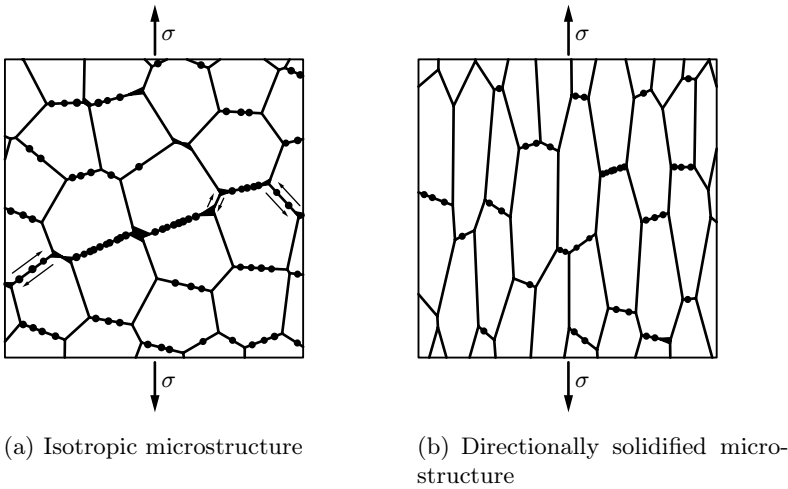 σ
σ
σ
σ
(a) Isotropic microstructure
(b) Directionally solidified micro-
structure